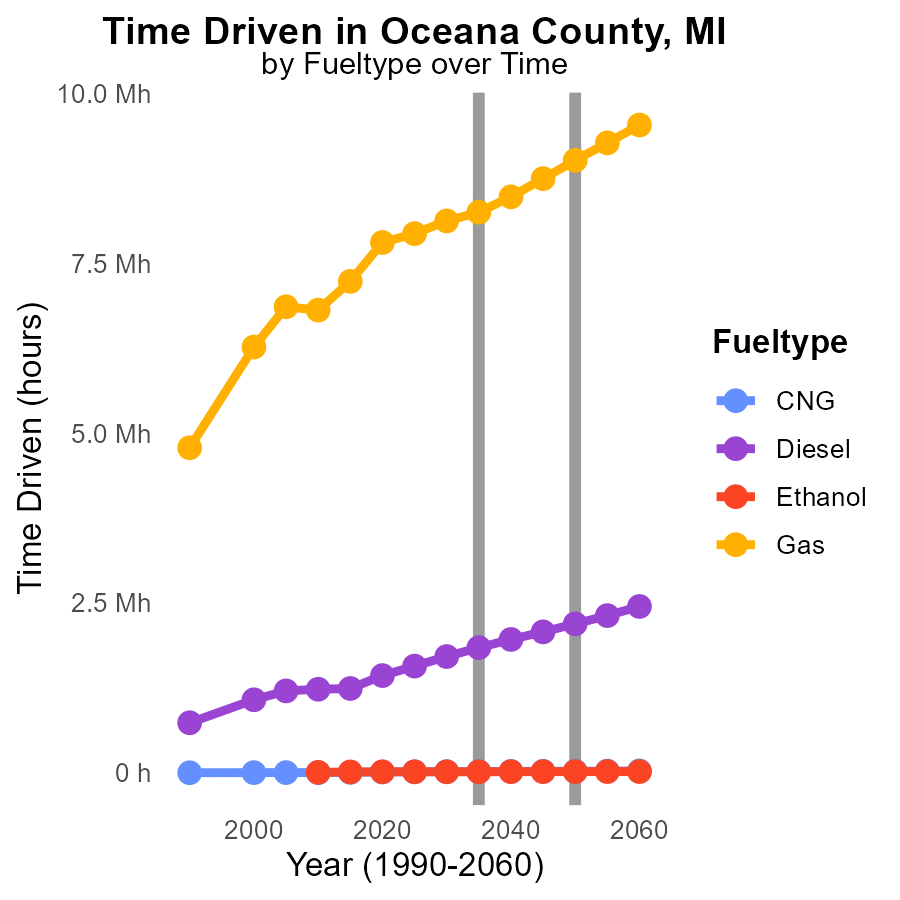 Time Driven in Oceana County, MI
by Fueltype over Time
10.0 Mh
7.5 Mh
5.0 Mh
2.5 Mh
0 h
Time Driven (hours)
2000 2020 2040 2060
Year (1990-2060)
Fueltype
CNG
Diesel
Ethanol
Gas